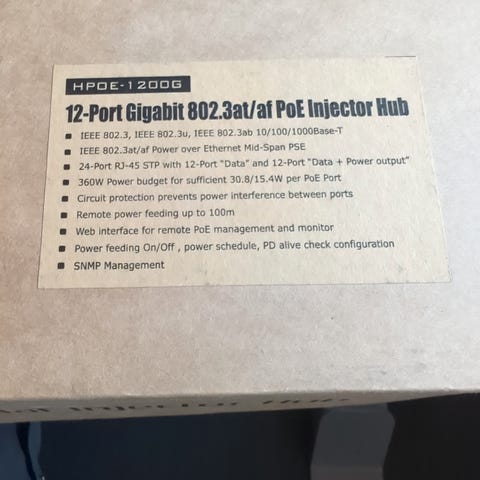 HPOE-1200G
12-Port Gigabit 802.3at/af PoE Injector Hub
IEEE 802.3, IEEE 802.3u, IEEE 802.3ab 10/100/1000Base-T
IEEE 802.3at/af Power over Ethernet Mid-Span PSE
24-Port RJ-45 STP with 12-Port “Data” and 12-Port “Data + Power output”
360W Power budget for sufficient 30.8/15.4W per PoE Port
Circuit protection prevents power interference between ports
Remote power feeding up to 100m
Web interface for remote PoE management and monitor
Power feeding On/Off , power schedule, PD alive check configuration
SNMP Management
Injector Hub